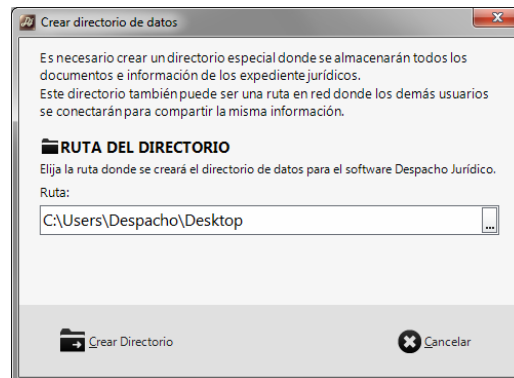 Crear directorio de datos
Es necesario crear un directorio especial donde se almacenarán todos los
documentos e información de los expediente jurídicos.
Este directorio también puede ser una ruta en red donde los demás usuarios
se conectarán para compartir la misma información.
RUTA DEL DIRECTORIO
Elija la ruta donde se creará el directorio de datos para el software Despacho Jurídico.
Ruta:
C:\Users\Despacho\Desktop
...
Crear Directorio
Cancelar